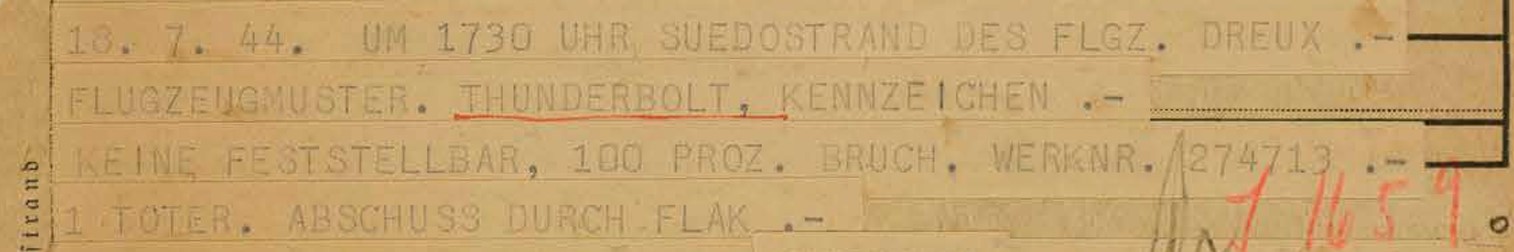 18. 7. 44. UM 1730 UHR SUEDOSTRAND DES FLGZ. DREUX .-
FLUGZEUGMUSTER. THUNDERBOLT, KENNZEICHEN .-
KEINE FESTSTELLBAR, 100 PROZ. BRUCH. WERKNR. 274713 .-
1 TOTER. ABSCHUSS DURCH FLAK .-